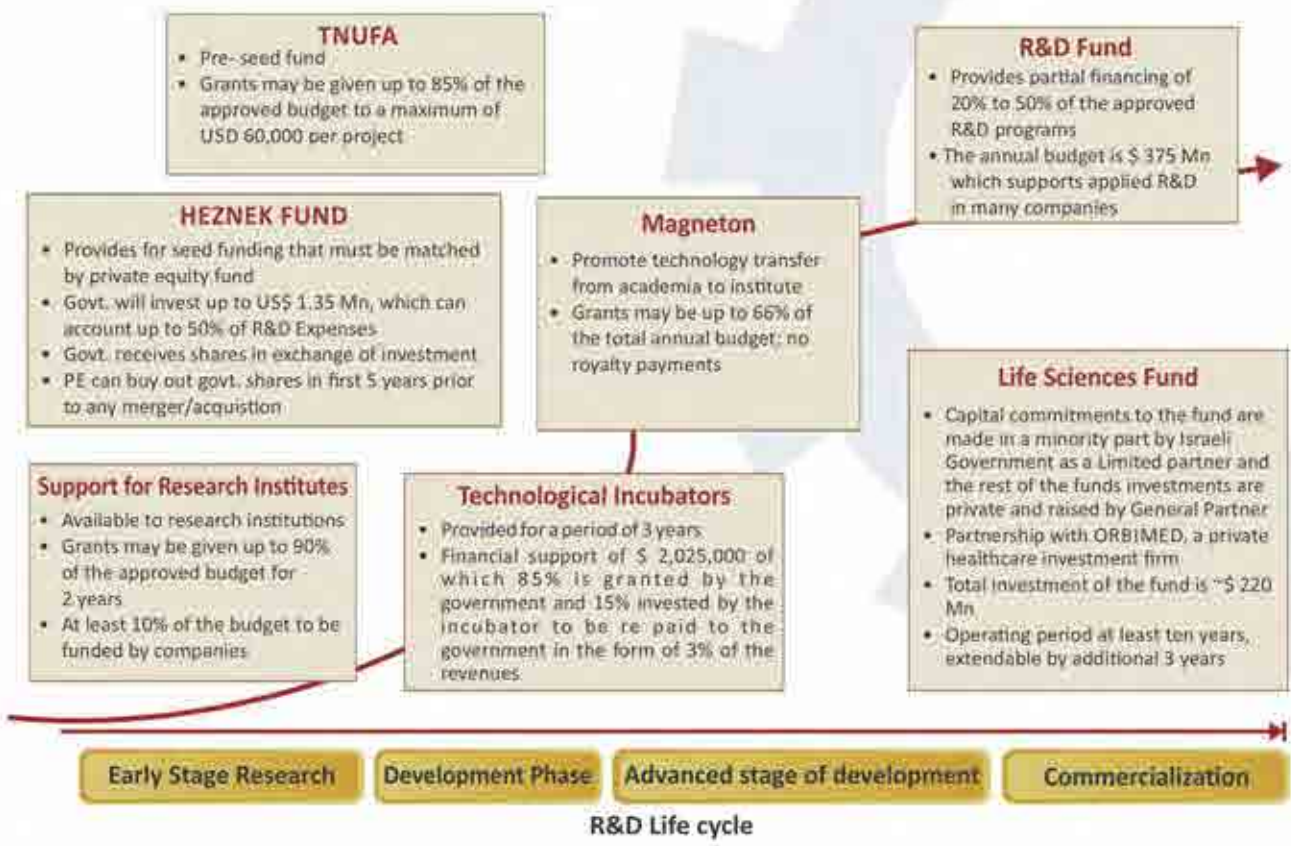 TNUFA
• Pre- seed fund
• Grants may be given up to 85% of the
approved budget to a maximum of
USD 60,000 per project
R&D Fund
• Provides partial financing of
20% to 50% of the approved
R&D programs
• The annual budget is $ 375 Mn
which supports applied R&D
in many companies
HEZNEK FUND
• Provides for seed funding that must be matched
by private equity fund
• Govt. will invest up to US$ 1.35 Mn, which can
account up to 50% of R&D Expenses
• Govt. receives shares in exchange of investment
• PE can buy out govt. shares in first 5 years prior
to any merger/acquistion
Magneton
• Promote technology transfer
from academia to institute
• Grants may be up to 66% of
the total annual budget; no
royalty payments
Life Sciences Fund
• Capital commitments to the fund are
made in a minority part by Israeli
Government as a Limited partner and
the rest of the funds investments are
private and raised by General Partner
• Partnership with ORBIMED, a private
healthcare investment firm
• Total investment of the fund is ~$ 220
Mn
• Operating period at least ten years,
extendable by additional 3 years
Support for Research Institutes
• Available to research institutions
• Grants may be given up to 90%
of the approved budget for
2 years
• At least 10% of the budget to be
funded by companies
Technological Incubators
• Provided for a period of 3 years
• Financial support of $ 2,025,000 of
which 85% is granted by the
government and 15% invested by the
incubator to be re paid to the
government in the form of 3% of the
revenues
Early Stage Research
Development Phase
Advanced stage of development
Commercialization
R&D Life cycle